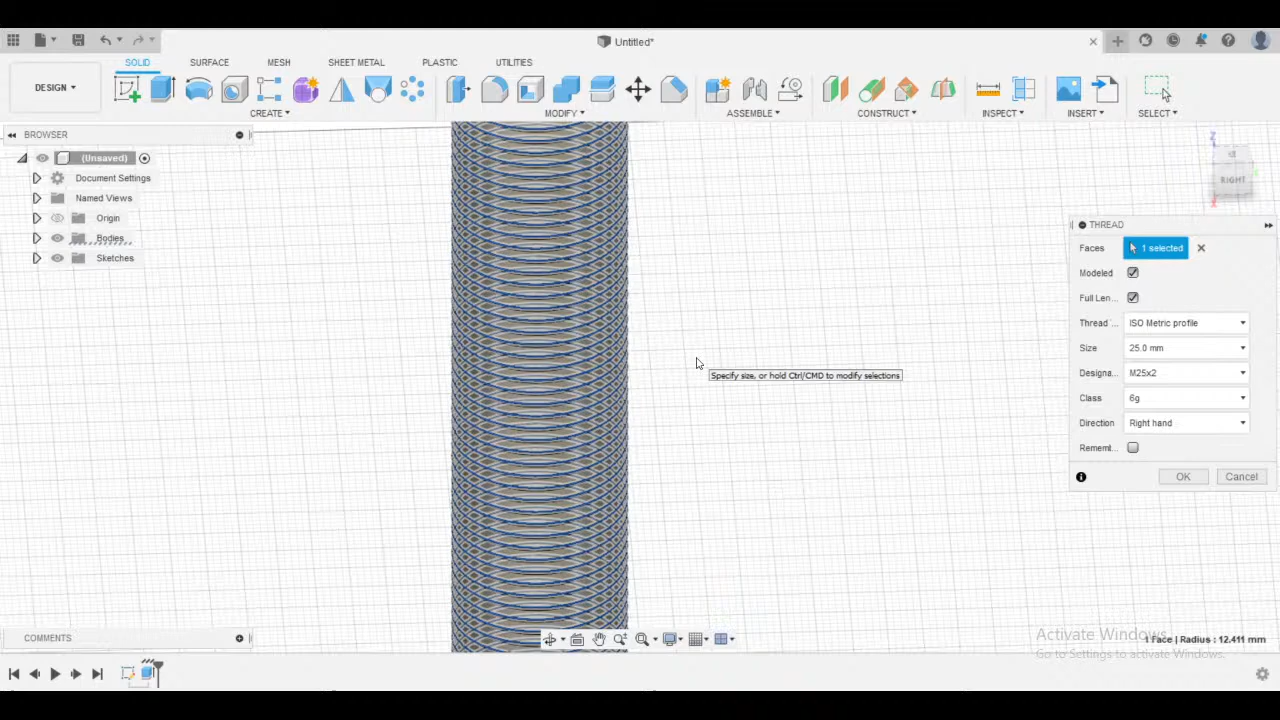 Untitled*
DESIGN
SOLID
SURFACE
MESH
SHEET METAL
PLASTIC
UTILITIES
CREATE
MODIFY
ASSEMBLE
CONSTRUCT
INSPECT
INSERT
SELECT
BROWSER
(Unsaved)
Document Settings
Named Views
Origin
Bodies
Sketches
Z
RIGHT
THREAD
Faces 1 selected
Modeled
Full Len...
Thread ... ISO Metric profile
Size 25.0 mm
Designa... M25x2
Class 6g
Direction Right hand
Rememb...
OK Cancel
Specify size, or hold Ctrl/CMD to modify selections
COMMENTS
Activate Windows
1 Face | Radius : 12.411 mm
Go to Settings to activate Windows.